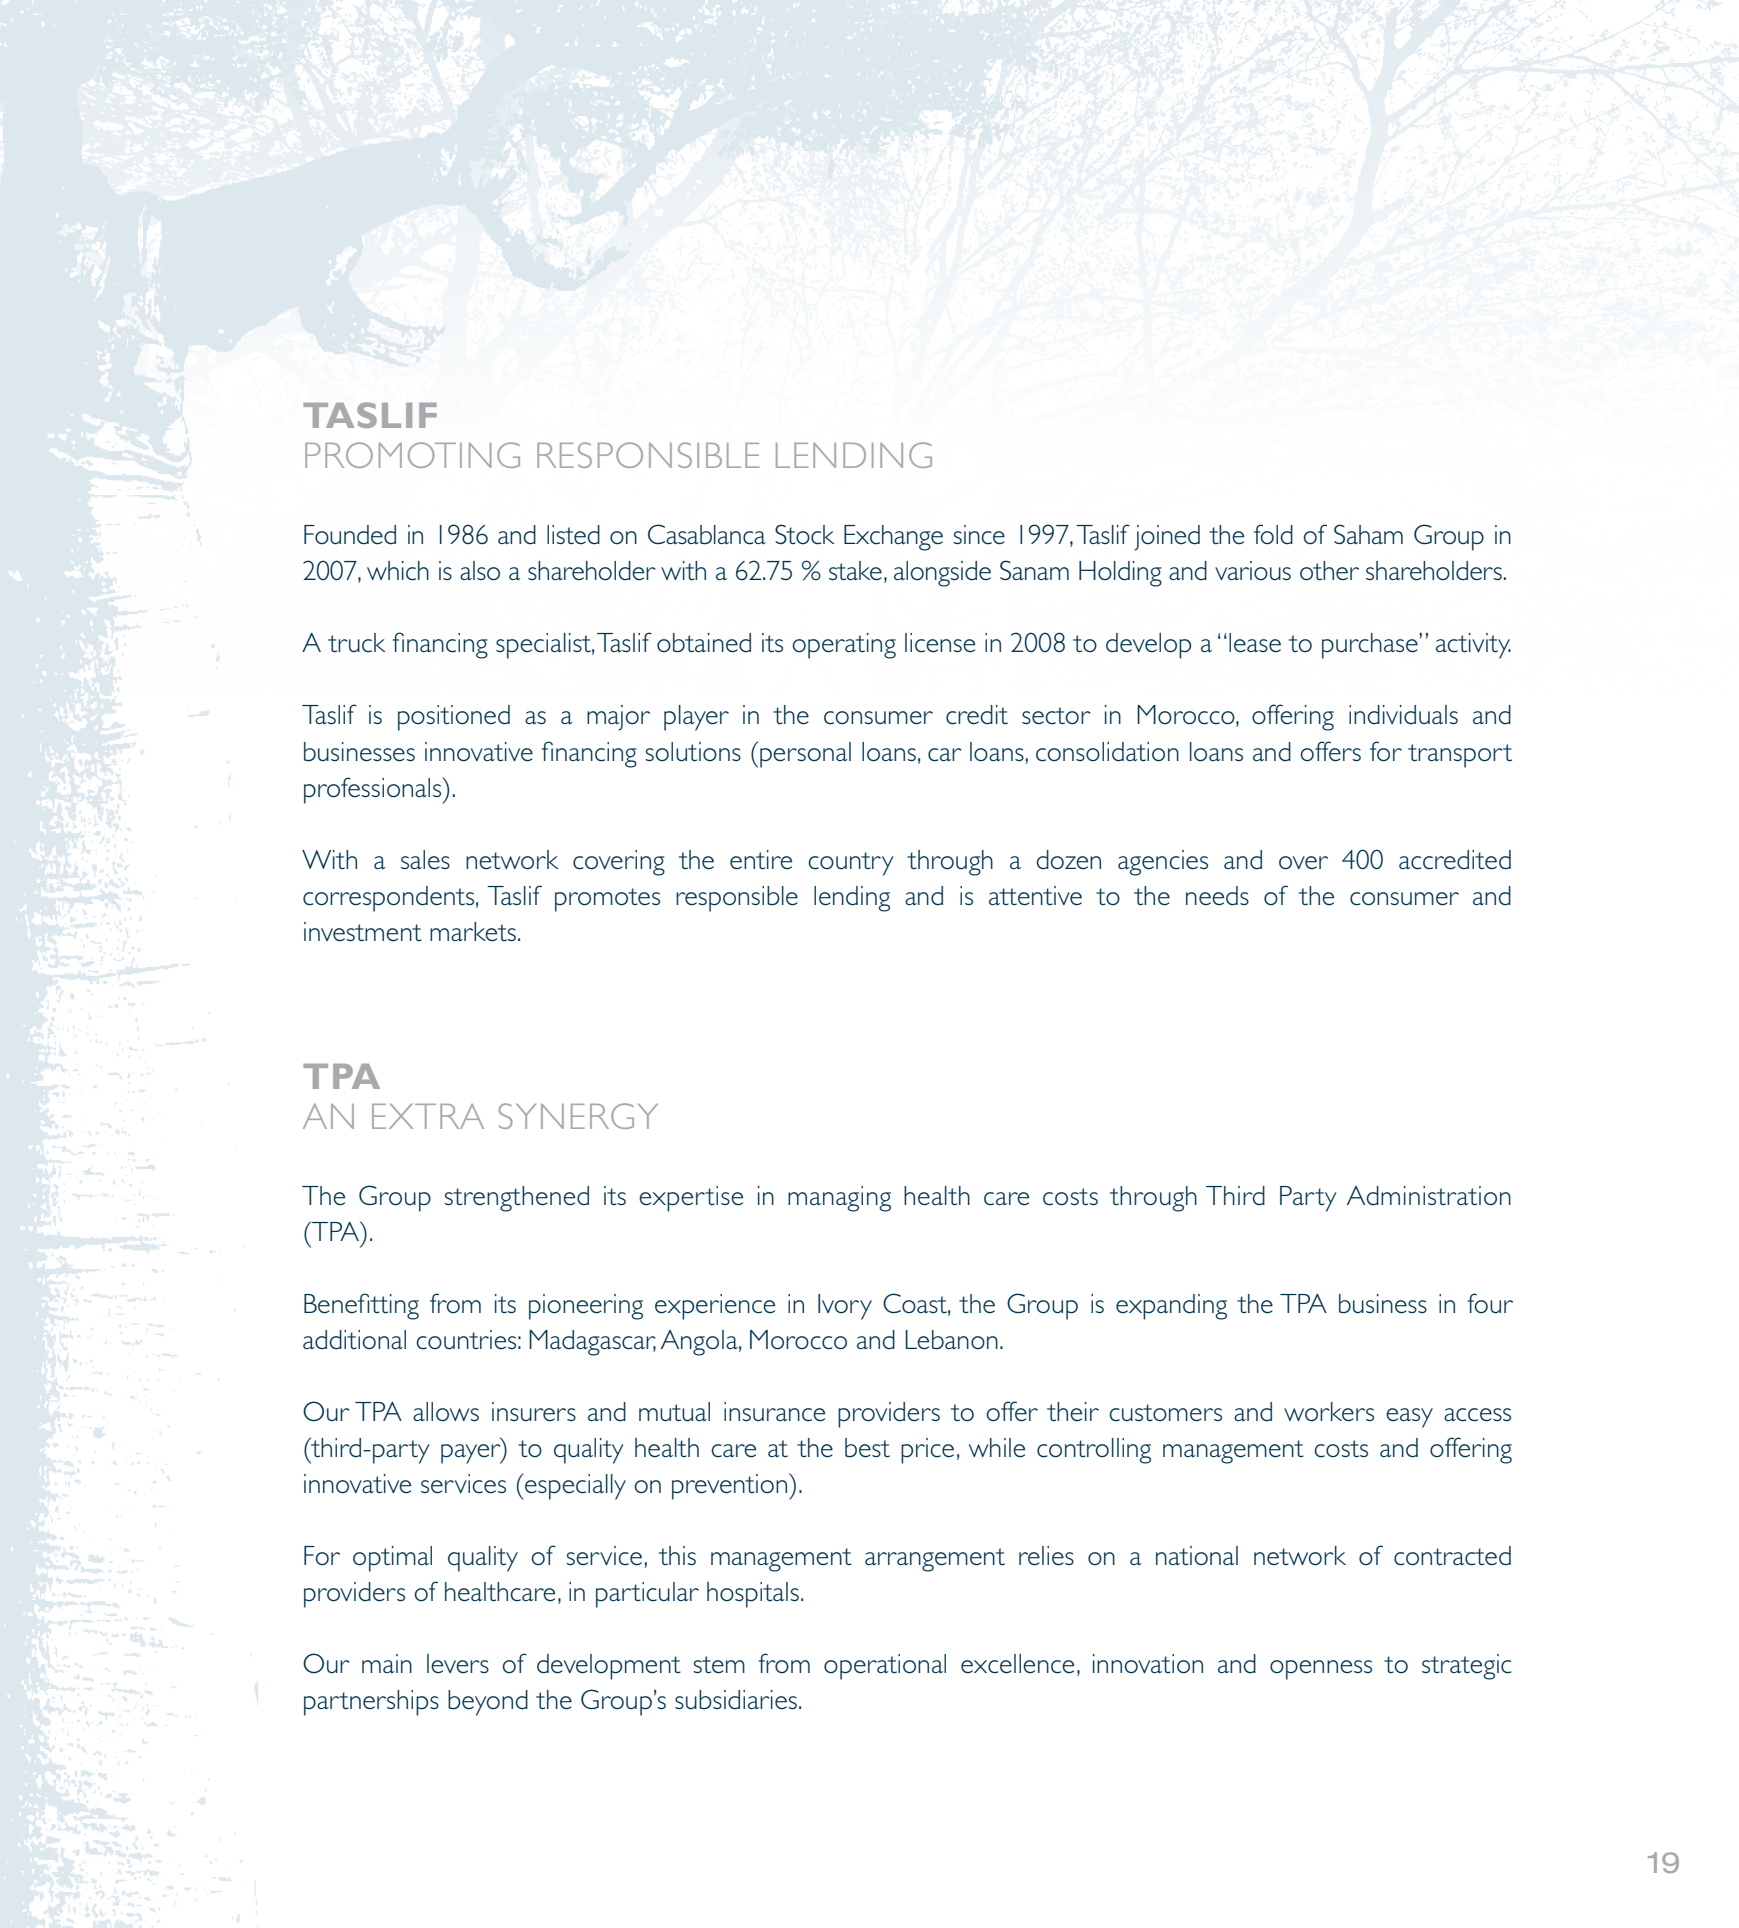 TASLIF
PROMOTING RESPONSIBLE LENDING
Founded in 1986 and listed on Casablanca Stock Exchange since 1997, Taslif joined the fold of Saham Group in
2007, which is also a shareholder with a 62.75 % stake, alongside Sanam Holding and various other shareholders.
A truck financing specialist, Taslif obtained its operating license in 2008 to develop a “lease to purchase” activity.
Taslif is positioned as a major player in the consumer credit sector in Morocco, offering individuals and
businesses innovative financing solutions (personal loans, car loans, consolidation loans and offers for transport
professionals).
With a sales network covering the entire country through a dozen agencies and over 400 accredited
correspondents, Taslif promotes responsible lending and is attentive to the needs of the consumer and
investment markets.
TPA
AN EXTRA SYNERGY
The Group strengthened its expertise in managing health care costs through Third Party Administration
(TPA).
Benefitting from its pioneering experience in Ivory Coast, the Group is expanding the TPA business in four
additional countries: Madagascar, Angola, Morocco and Lebanon.
Our TPA allows insurers and mutual insurance providers to offer their customers and workers easy access
(third-party payer) to quality health care at the best price, while controlling management costs and offering
innovative services (especially on prevention).
For optimal quality of service, this management arrangement relies on a national network of contracted
providers of healthcare, in particular hospitals.
Our main levers of development stem from operational excellence, innovation and openness to strategic
partnerships beyond the Group’s subsidiaries.
19